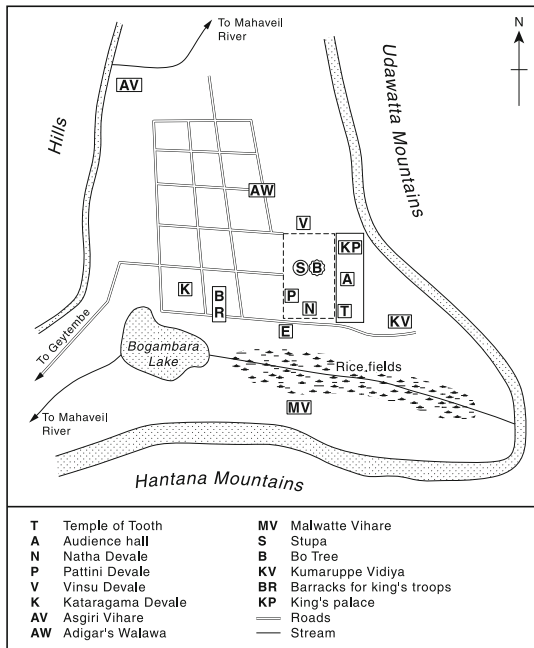 To Mahaveil
River
N
AV
Hills
Udawatta Mountains
AW
V
KP
S
B
A
K
B
R
P
N
T
E
KV
To Geytembe
Bogambara
Lake
Rice fields
To Mahaveil
River
MV
Hantana Mountains
T Temple of Tooth
A Audience hall
N Natha Devale
P Pattini Devale
V Vinsu Devale
K Kataragama Devale
AV Asgiri Vihare
AW Adigar's Walawa
MV Malwatte Vihare
S Stupa
B Bo Tree
KV Kumaruppe Vidiya
BR Barracks for king's troops
KP King's palace
Roads
Stream